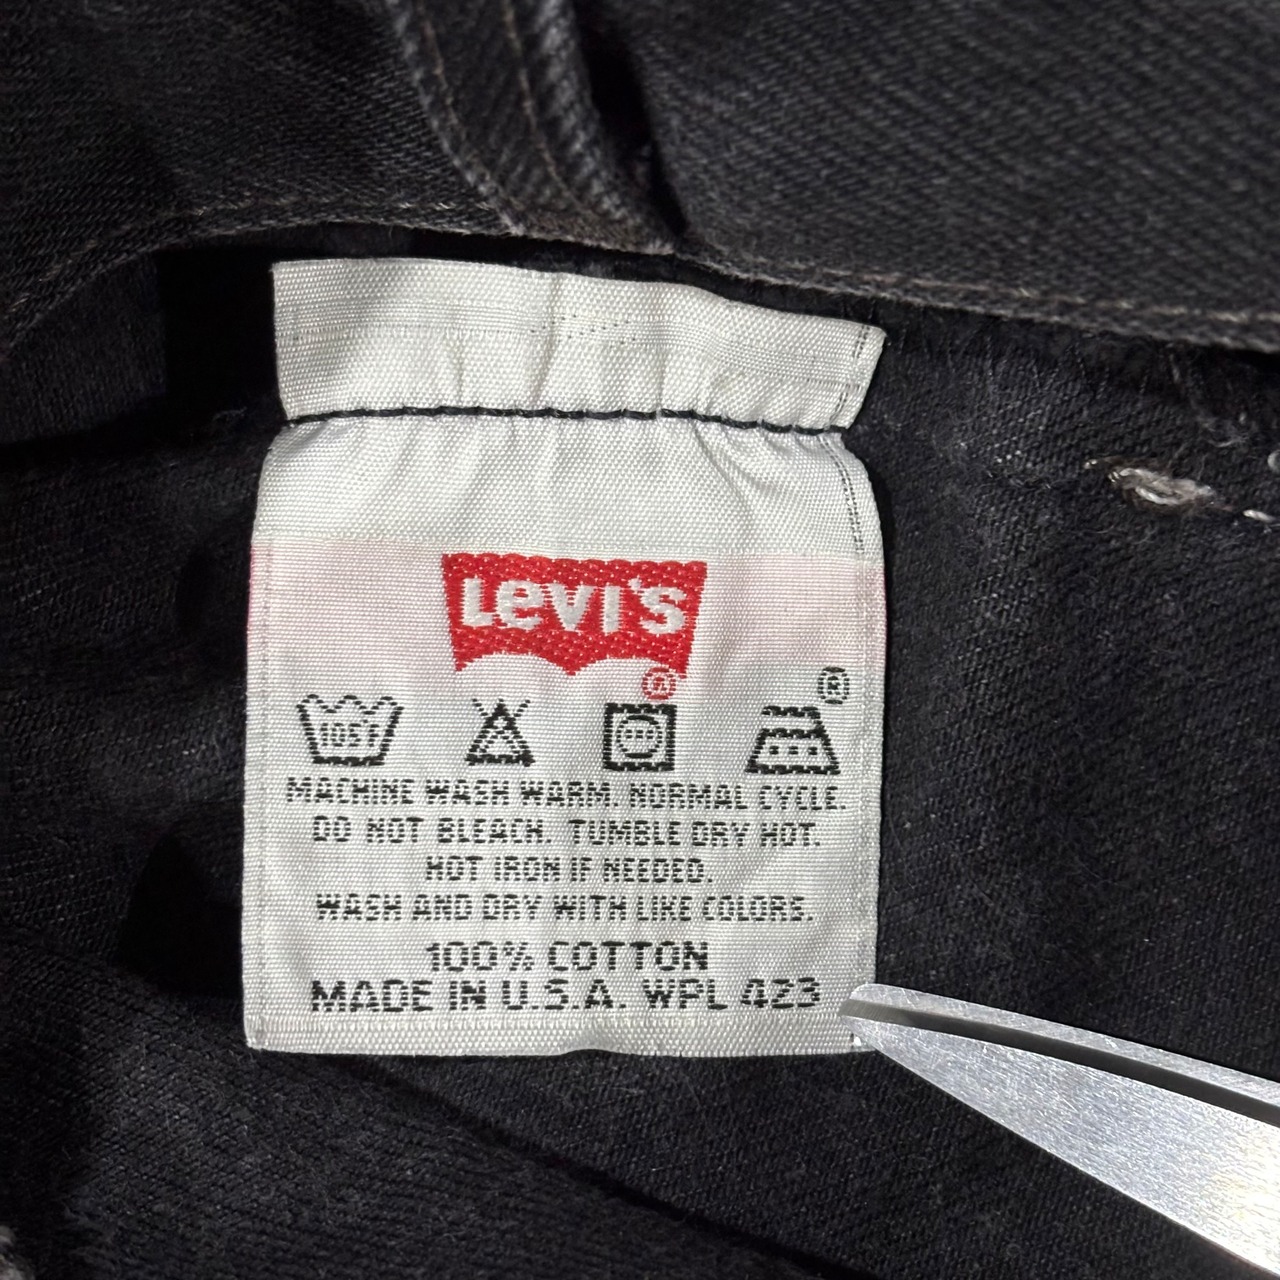 LEVI'S
®
®
105°F
MACHINE WASH WARM. NORMAL CYCLE.
DO NOT BLEACH. TUMBLE DRY HOT.
HOT IRON IF NEEDED.
WASH AND DRY WITH LIKE COLORS.
100% COTTON
MADE IN U.S.A. WPL 423